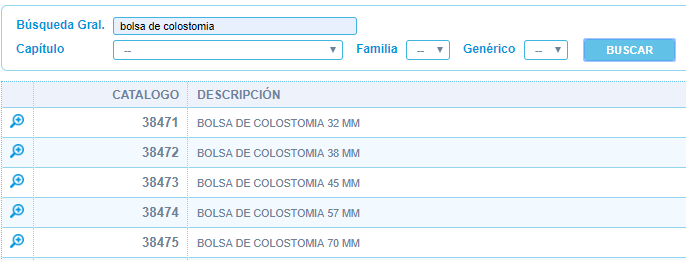 Búsqueda Gral. bolsa de colostomia
Capítulo -- Familia -- Genérico -- BUSCAR
CATALOGO DESCRIPCIÓN
38471 BOLSA DE COLOSTOMIA 32 MM
38472 BOLSA DE COLOSTOMIA 38 MM
38473 BOLSA DE COLOSTOMIA 45 MM
38474 BOLSA DE COLOSTOMIA 57 MM
38475 BOLSA DE COLOSTOMIA 70 MM